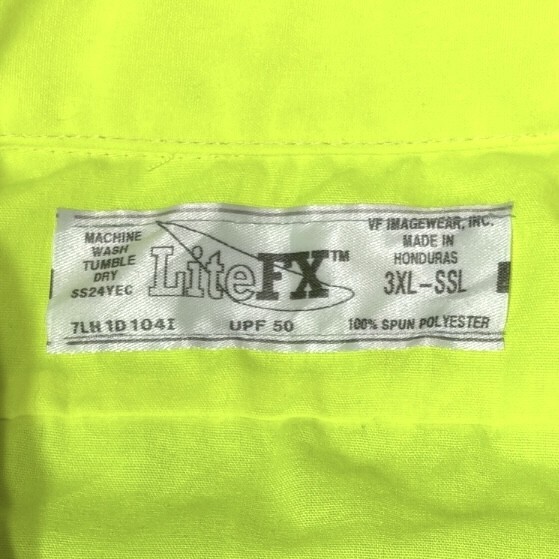 MACHINE
WASH
TUMBLE
DRY
SS24YEC
7LH1D104I
LiteFX™
UPF 50
VF IMAGEWEAR, INC.
MADE IN
HONDURAS
3XL-SSL
100% SPUN POLYESTER